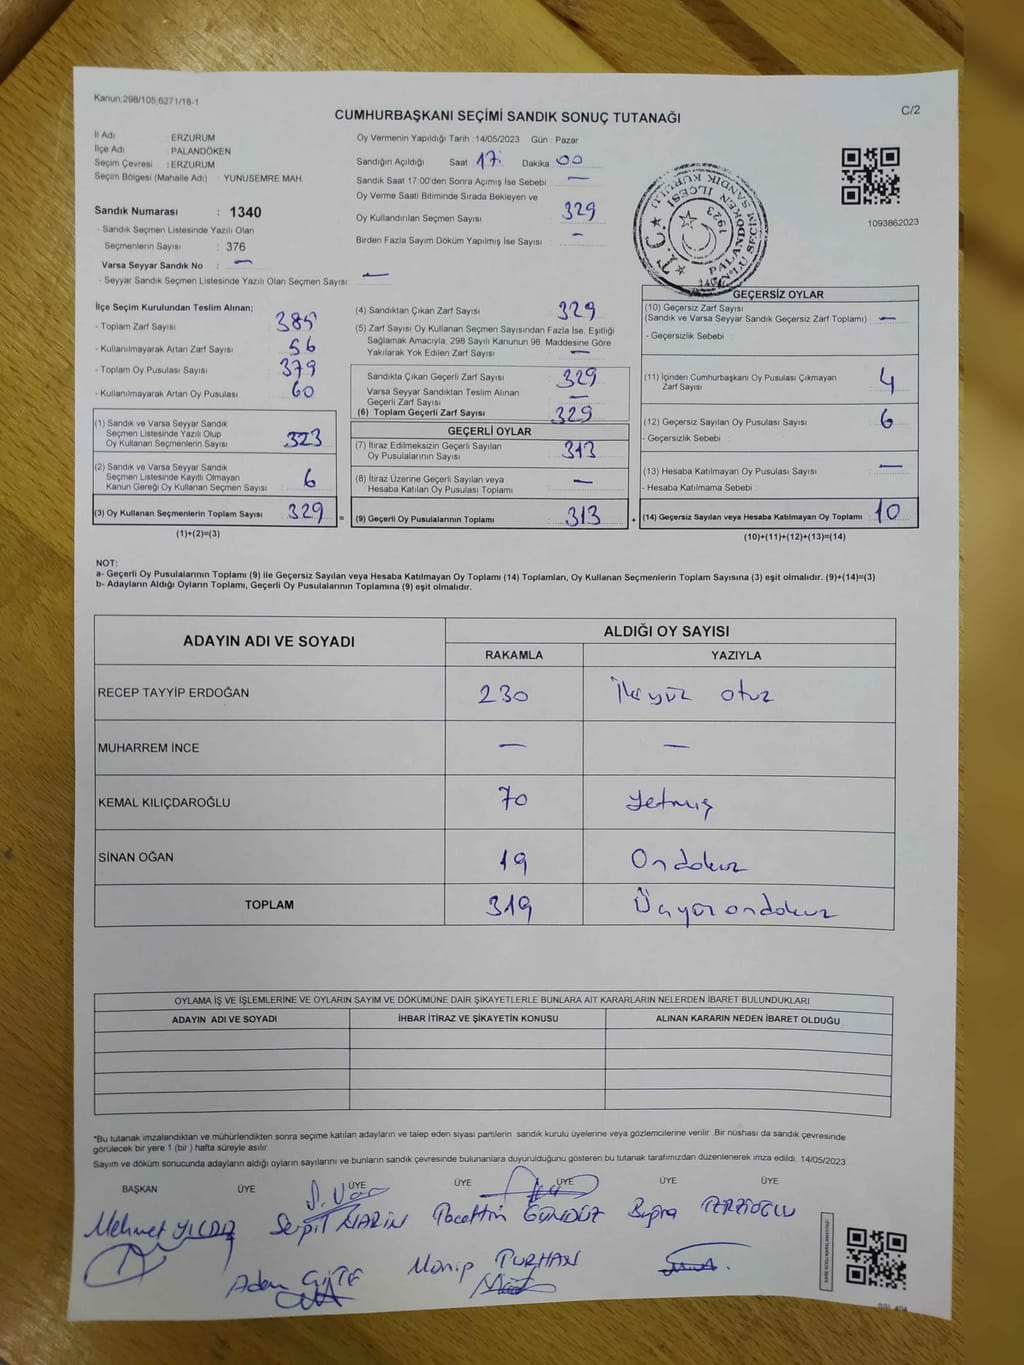 Kanun,298/105,6271/18-1
C/2
CUMHURBAŞKANI SEÇİMİ SANDIK SONUÇ TUTANAĞI
İl Adı : ERZURUM
İlçe Adı : PALANDÖKEN
Seçim Çevresi : ERZURUM
Seçim Bölgesi (Mahalle Adı) : YUNUSEMRE MAH.
Sandık Numarası : 1340
- Sandık Seçmen Listesinde Yazılı Olan
Seçmenlerin Sayısı : 376
Varsa Seyyar Sandık No : —
- Seyyar Sandık Seçmen Listesinde Yazılı Olan Seçmen Sayısı: —
Oy Vermenin Yapıldığı Tarih : 14/05/2023 Gün : Pazar
Sandığın Açıldığı Saat 17: Dakika 00
Sandık Saat 17:00'den Sonra Açımış İse Sebebi : —
Oy Verme Saati Bitiminde Sırada Bekleyen ve
Oy Kullandırılan Seçmen Sayısı : 329
Birden Fazla Sayım Döküm Yapılmış İse Sayısı : —
T.C.
PALANDÖKEN İLÇESİ
SANDIK KURULU
1923
1093862023
İlçe Seçim Kurulundan Teslim Alınan;
- Toplam Zarf Sayısı : 385
- Kullanılmayarak Artan Zarf Sayısı : 56
- Toplam Oy Pusulası Sayısı : 379
- Kullanılmayarak Artan Oy Pusulası : 60
(1) Sandık ve Varsa Seyyar Sandık
Seçmen Listesinde Yazılı Olup
Oy Kullanan Seçmenlerin Sayısı : 323
(2) Sandık ve Varsa Seyyar Sandık
Seçmen Listesinde Kayıtlı Olmayan
Kanun Gereği Oy Kullanan Seçmen Sayısı : 6
(3) Oy Kullanan Seçmenlerin Toplam Sayısı : 329 =
(1)+(2)=(3)
(4) Sandıktan Çıkan Zarf Sayısı : 329
(5) Zarf Sayısı Oy Kullanan Seçmen Sayısından Fazla İse, Eşitliği
Sağlamak Amacıyla, 298 Sayılı Kanunun 98. Maddesine Göre
Yakılarak Yok Edilen Zarf Sayısı : —
Sandıkta Çıkan Geçerli Zarf Sayısı : 329
Varsa Seyyar Sandıktan Teslim Alınan
Geçerli Zarf Sayısı : —
(6) Toplam Geçerli Zarf Sayısı : 329
GEÇERLİ OYLAR
(7) İtiraz Edilmeksizin Geçerli Sayılan
Oy Pusulalarının Sayısı : 313
(8) İtiraz Üzerine Geçerli Sayılan veya
Hesaba Katılan Oy Pusulası Toplamı : —
(9) Geçerli Oy Pusulalarının Toplamı : 313 +
GEÇERSİZ OYLAR
(10) Geçersiz Zarf Sayısı
(Sandık ve Varsa Seyyar Sandık Geçersiz Zarf Toplamı) : —
- Geçersizlik Sebebi :
(11) İçinden Cumhurbaşkanı Oy Pusulası Çıkmayan
Zarf Sayısı : 4
(12) Geçersiz Sayılan Oy Pusulası Sayısı : 6
- Geçersizlik Sebebi :
(13) Hesaba Katılmayan Oy Pusulası Sayısı : —
- Hesaba Katılmama Sebebi :
(14) Geçersiz Sayılan veya Hesaba Katılmayan Oy Toplamı : 10
(10)+(11)+(12)+(13)=(14)
NOT:
a- Geçerli Oy Pusulalarının Toplamı (9) ile Geçersiz Sayılan veya Hesaba Katılmayan Oy Toplamı (14) Toplamları, Oy Kullanan Seçmenlerin Toplam Sayısına (3) eşit olmalıdır. (9)+(14)=(3)
b- Adayların Aldığı Oyların Toplamı, Geçerli Oy Pusulalarının Toplamına (9) eşit olmalıdır.
ADAYIN ADI VE SOYADI
ALDIĞI OY SAYISI
RAKAMLA YAZIYLA
RECEP TAYYİP ERDOĞAN 230 İkiyüz otuz
MUHARREM İNCE — —
KEMAL KILIÇDAROĞLU 70 Yetmiş
SİNAN OĞAN 19 Ondokuz
TOPLAM 319 Üçyüzondokuz
OYLAMA İŞ VE İŞLEMLERİNE VE OYLARIN SAYIM VE DÖKÜMÜNE DAİR ŞİKAYETLERLE BUNLARA AİT KARARLARIN NELERDEN İBARET BULUNDUKLARI
ADAYIN ADI VE SOYADI İHBAR İTİRAZ VE ŞİKAYETİN KONUSU ALINAN KARARIN NEDEN İBARET OLDUĞU
*Bu tutanak imzalandıktan ve mühürlendikten sonra seçime katılan adayların ve talep eden siyasi partilerin sandık kurulu üyelerine veya gözlemcilerine verilir. Bir nüshası da sandık çevresinde
görülecek bir yere 1 (bir ) hafta süreyle asılır.
Sayım ve döküm sonucunda adayların aldığı oyların sayılarını ve bunların sandık çevresinde bulunanlara duyurulduğunu gösteren bu tutanak tarafımızdan düzenlenerek imza edildi. 14/05/2023
BAŞKAN ÜYE ÜYE ÜYE ÜYE ÜYE ÜYE
Mehmet YILDIZ Serpil NARİN GÜNDÜZ Büşra TERZİOĞLU
Adem TURHAN